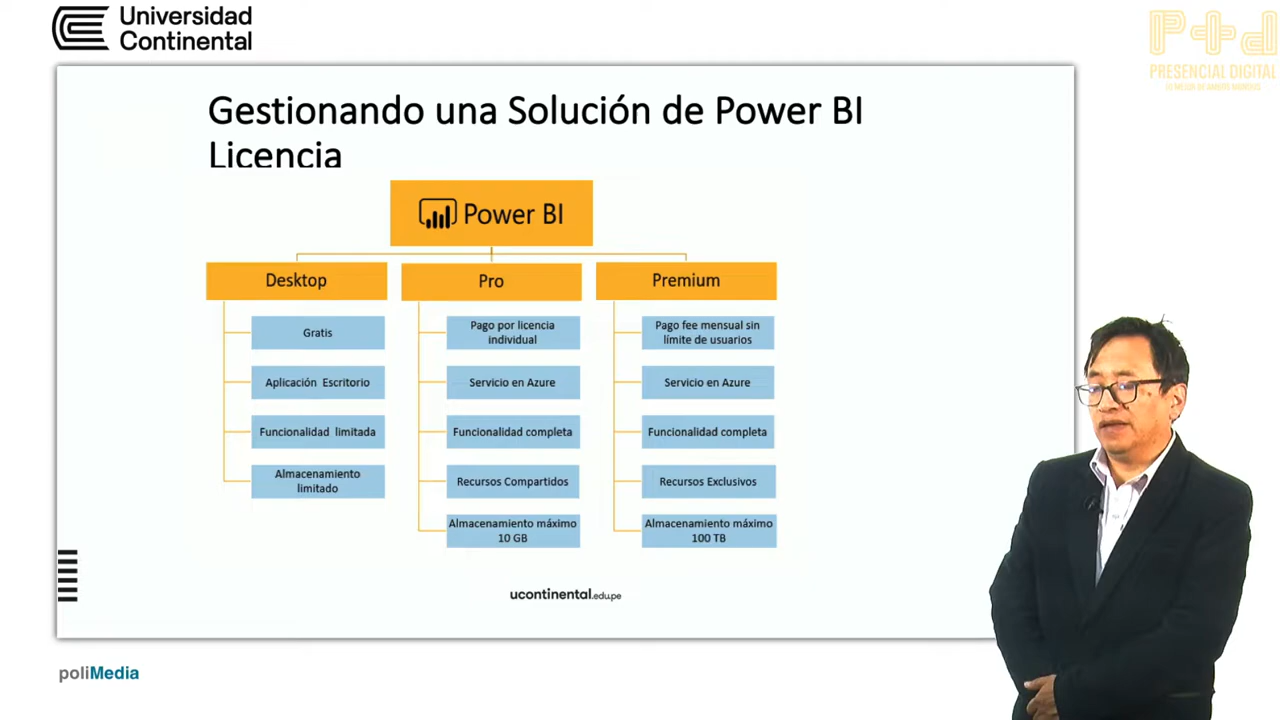 Universidad
Continental
PRESENCIAL DIGITAL
Gestionando una Solución de Power BI
Licencia
Power BI
Desktop
Pro
Premium
Gratis
Aplicación Escritorio
Funcionalidad limitada
Almacenamiento
limitado
Pago por licencia
individual
Servicio en Azure
Funcionalidad completa
Recursos Compartidos
Almacenamiento máximo
10 GB
Pago fee mensual sin
límite de usuarios
Servicio en Azure
Funcionalidad completa
Recursos Exclusivos
Almacenamiento máximo
100 TB
ucontinental.edu.pe
poliMedia